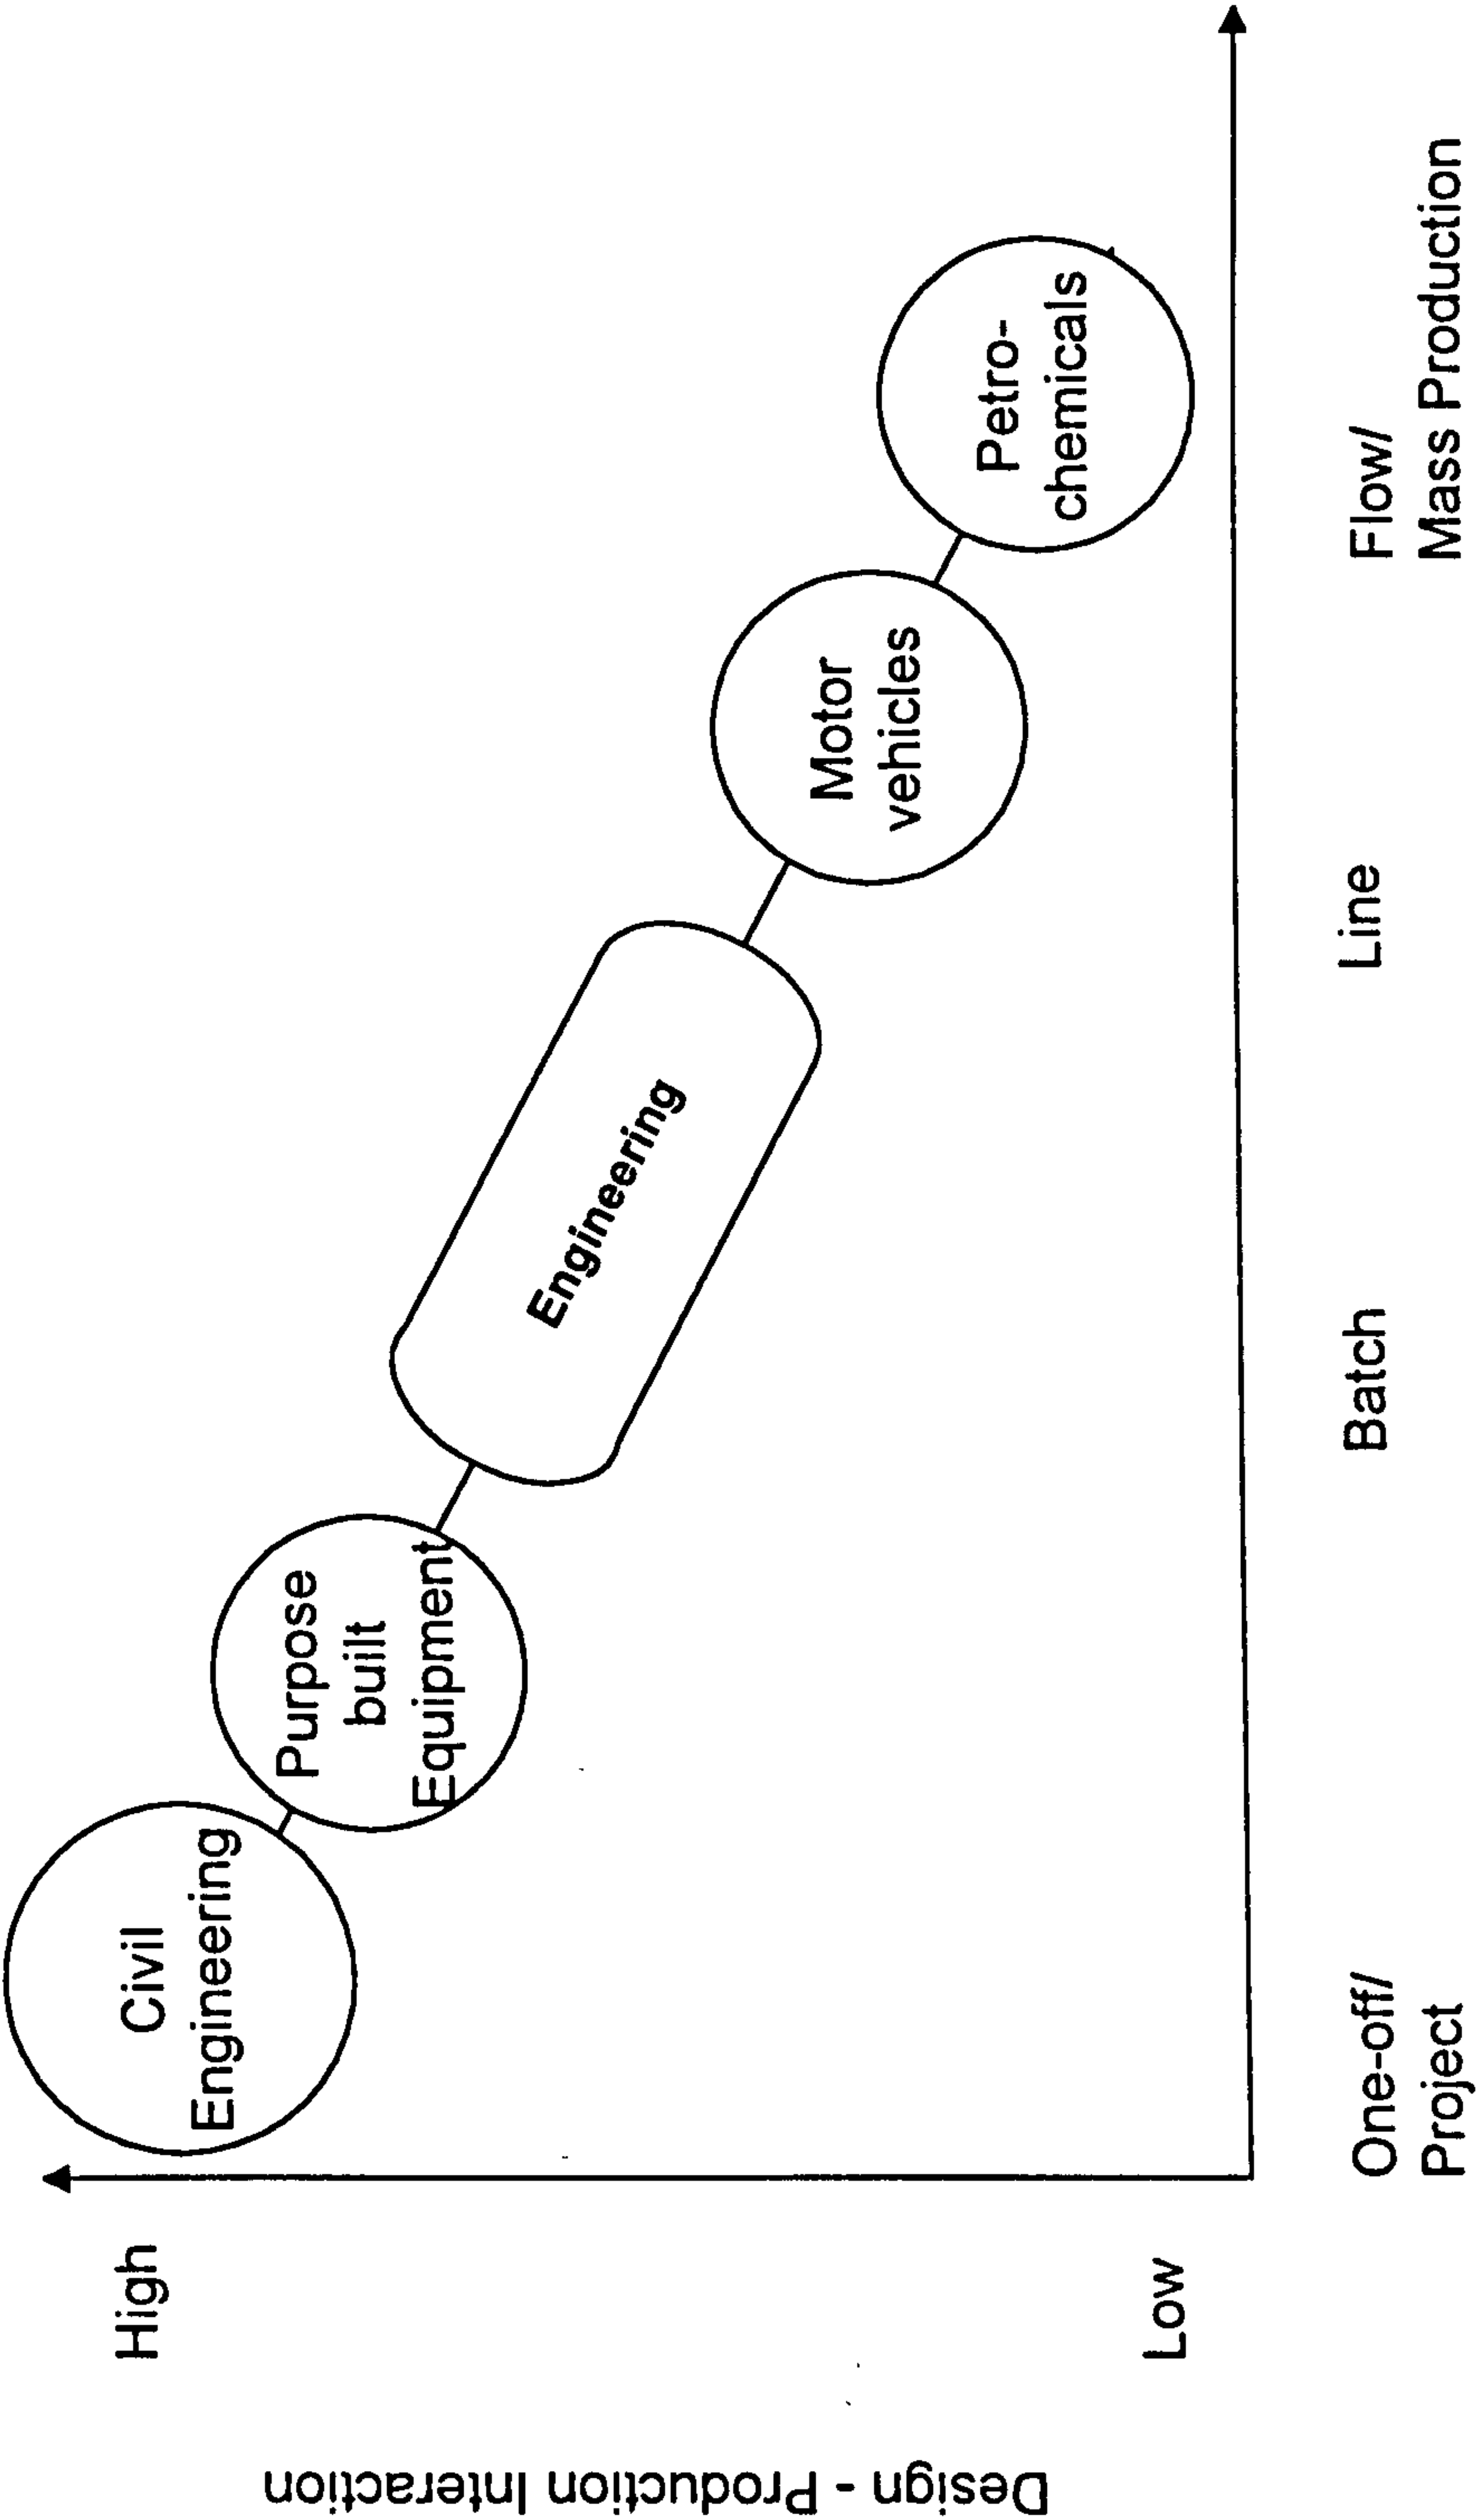 High
Low
Design - Production Interaction
Civil
Engineering
Purpose
built
Equipment
Engineering
Motor
vehicles
Petro-
chemicals
One-off/
Project
Batch
Line
Flow/
Mass Production